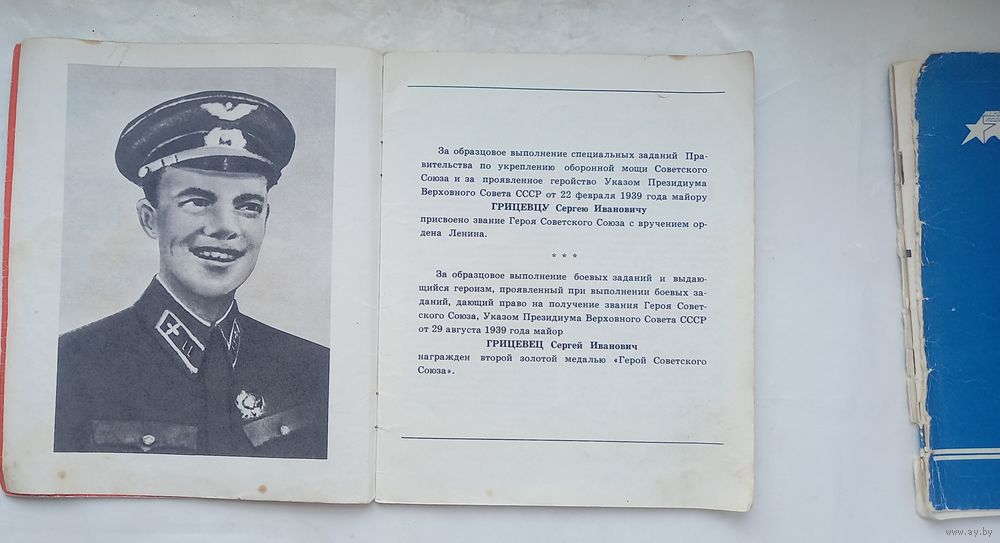 За образцовое выполнение специальных заданий Пра-
вительства по укреплению оборонной мощи Советского
Союза и за проявленное геройство Указом Президиума
Верховного Совета СССР от 22 февраля 1939 года майору
ГРИЦЕВЦУ Сергею Ивановичу
присвоено звание Героя Советского Союза с вручением ор-
дена Ленина.
* * *
За образцовое выполнение боевых заданий и выдаю-
щийся героизм, проявленный при выполнении боевых за-
даний, дающий право на получение звания Героя Совет-
ского Союза, Указом Президиума Верховного Совета СССР
от 29 августа 1939 года майор
ГРИЦЕВЕЦ Сергей Иванович
награжден второй золотой медалью «Герой Советского
Союза».
www.ay.by